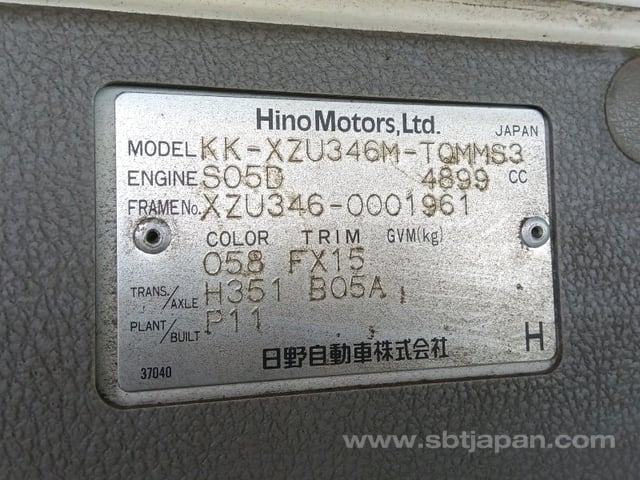 Hino Motors, Ltd.
JAPAN
MODEL KK-XZU346M-TQMMS3
ENGINE S05D 4899 CC
FRAME No. XZU346-0001961
COLOR TRIM GVM(kg)
058 FX15
TRANS./AXLE H351 B05A
PLANT/BUILT P11
日野自動車株式会社
H
37040
www.sbtjapan.com